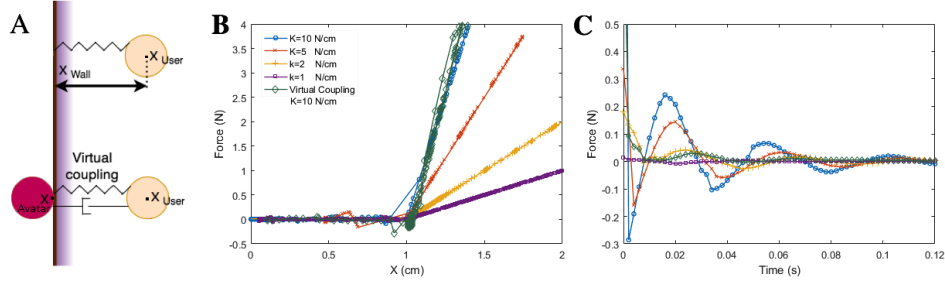 A
X User
X Wall
Virtual
coupling
X
Avatar
X User
B
4
3.5
3
2.5
2
1.5
1
0.5
0
-0.5
Force (N)
K=10 N/cm
K=5 N/cm
k=2 N/cm
k=1 N/cm
Virtual Coupling
K=10 N/cm
0 0.5 1 1.5 2
X (cm)
C
0.5
0.4
0.3
0.2
0.1
0
-0.1
-0.2
-0.3
Force (N)
0 0.02 0.04 0.06 0.08 0.1 0.12
Time (s)